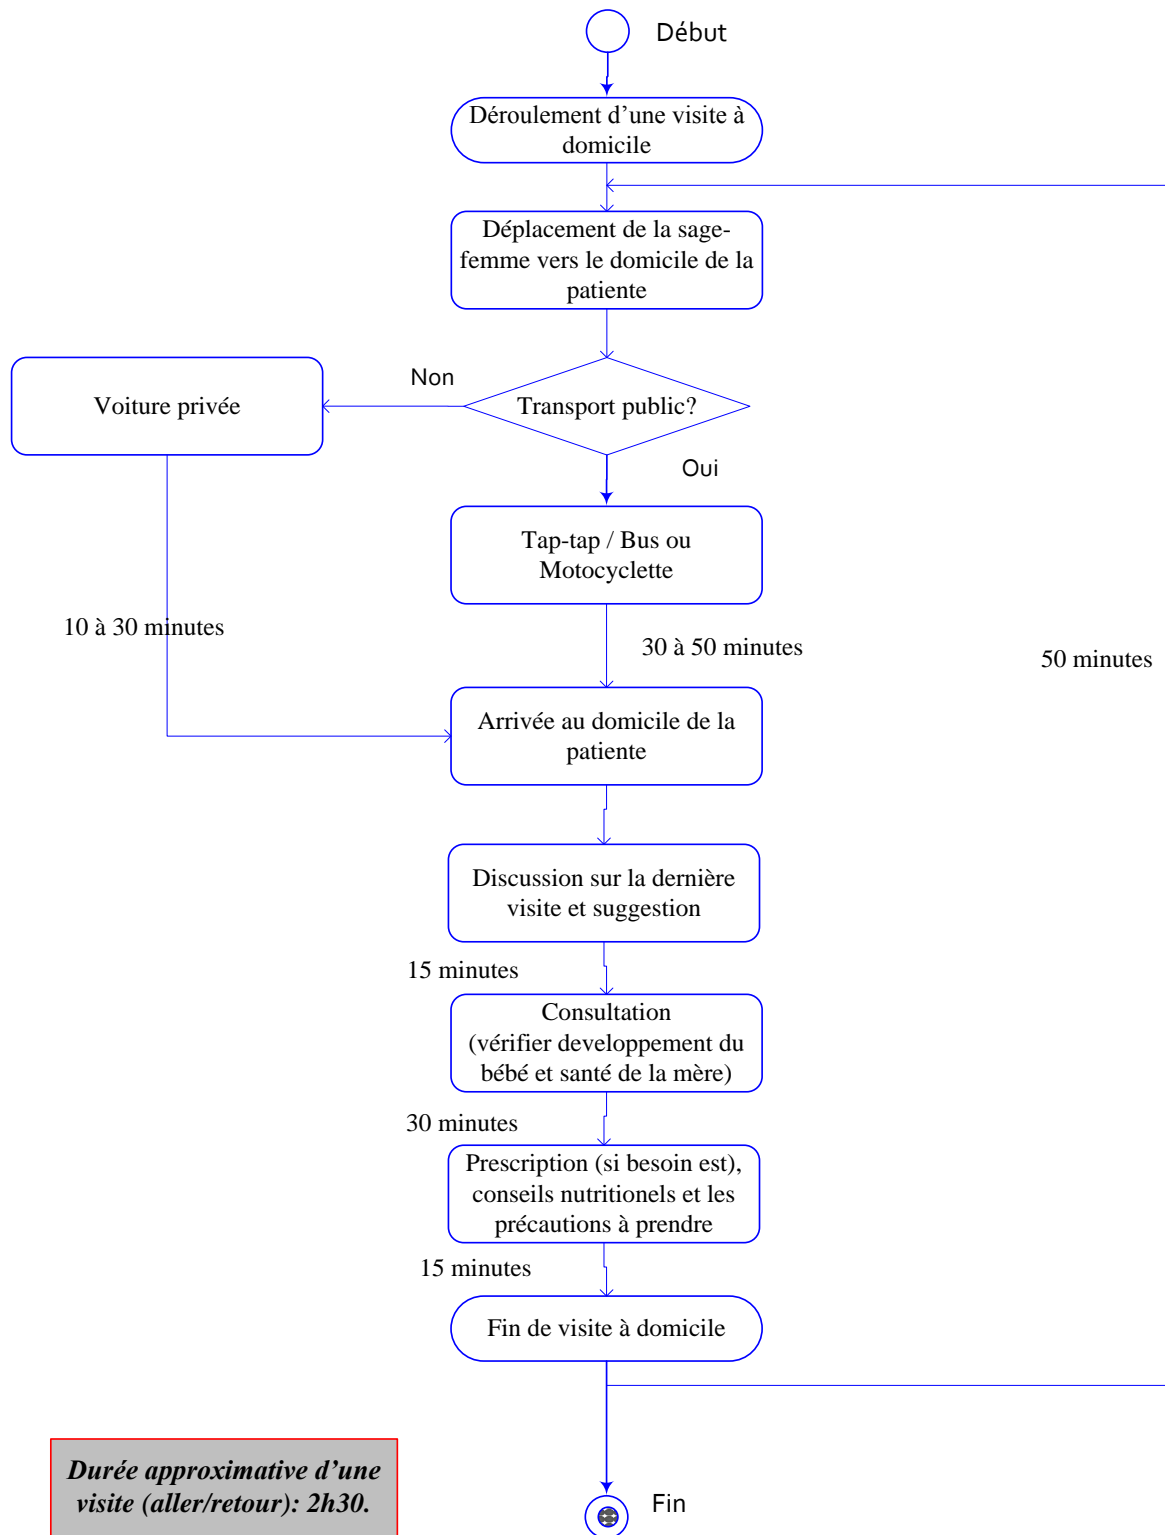 Début
Déroulement d’une visite à
domicile
Déplacement de la sage-
femme vers le domicile de la
patiente
Non
Voiture privée
Transport public?
Oui
Tap-tap / Bus ou
Motocyclette
10 à 30 minutes
30 à 50 minutes
50 minutes
Arrivée au domicile de la
patiente
Discussion sur la dernière
visite et suggestion
15 minutes
Consultation
(vérifier developpement du
bébé et santé de la mère)
30 minutes
Prescription (si besoin est),
conseils nutritionels et les
précautions à prendre
15 minutes
Fin de visite à domicile
Durée approximative d’une
visite (aller/retour): 2h30.
Fin